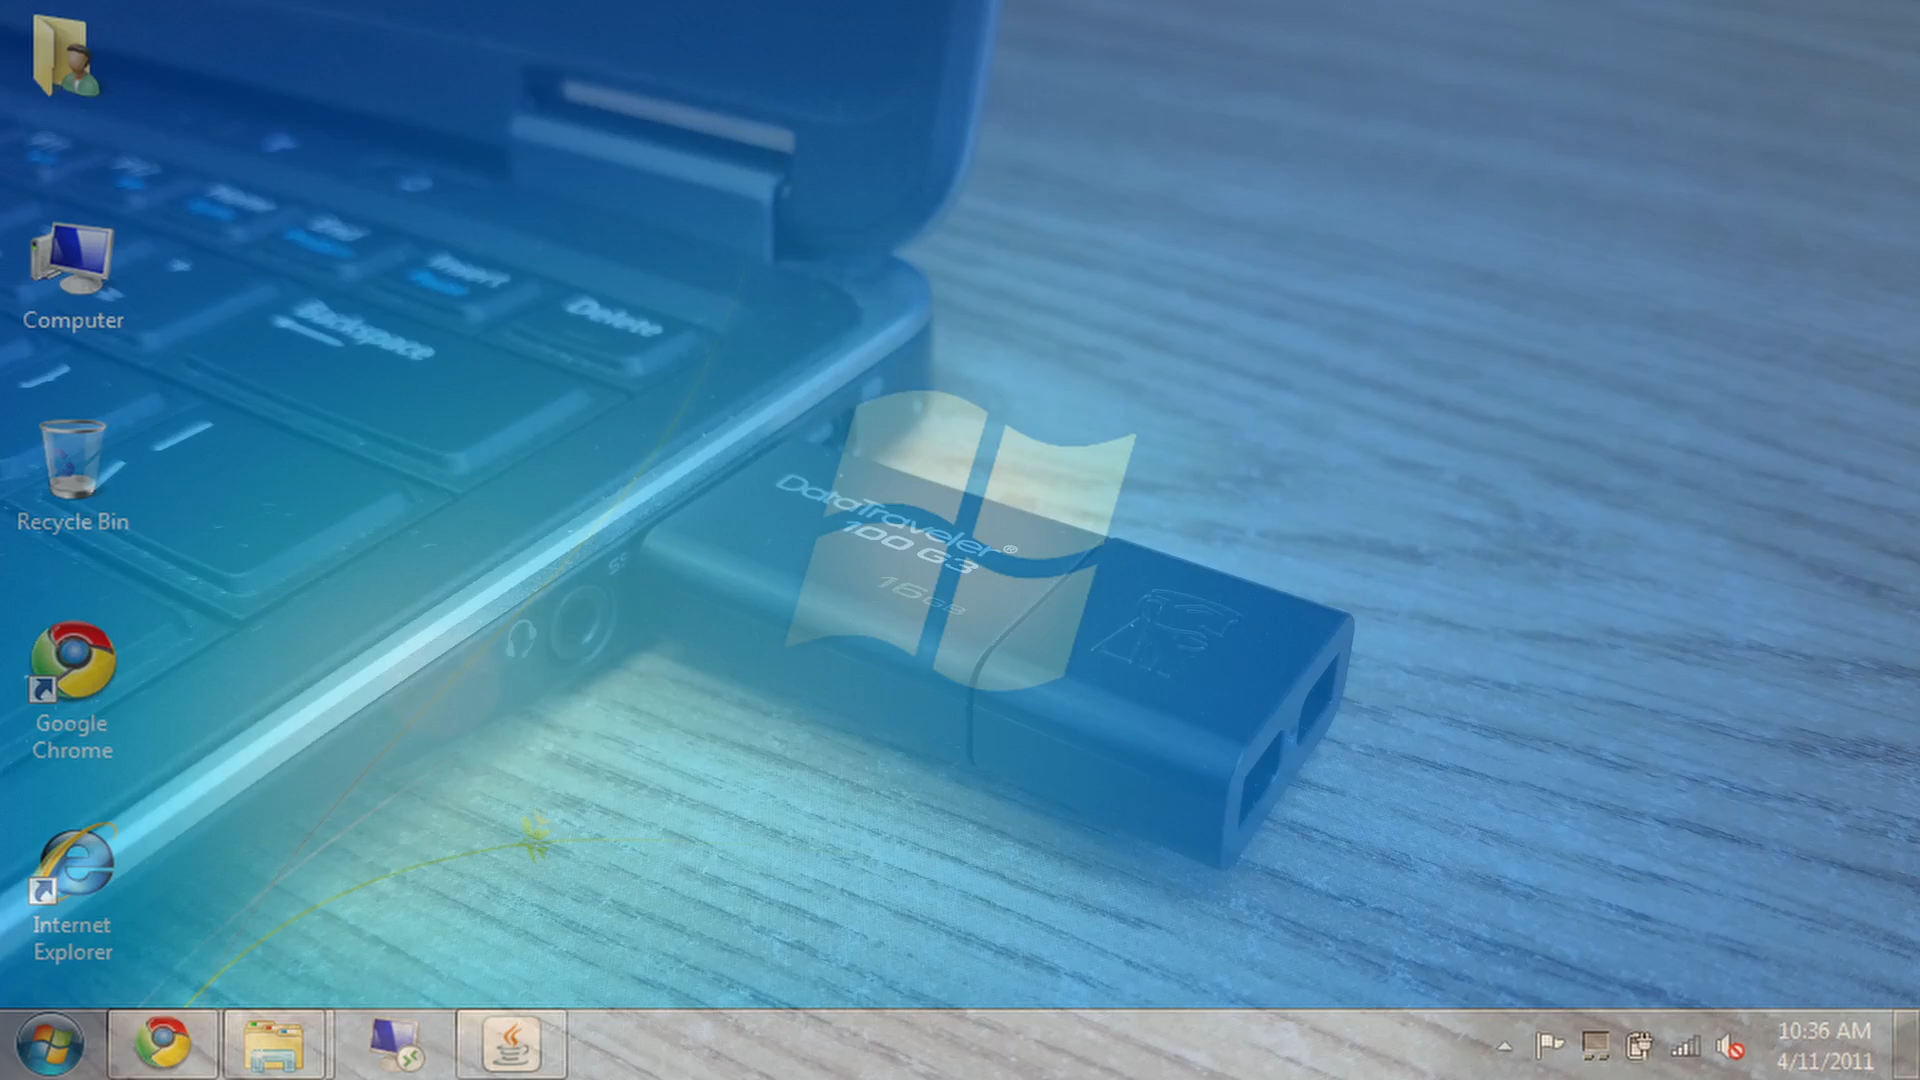 Insert
Delete
Backspace
Computer
DataTraveler®
100 G3
16GB
Recycle Bin
Google
Chrome
Internet
Explorer
10:36 AM
4/11/2011